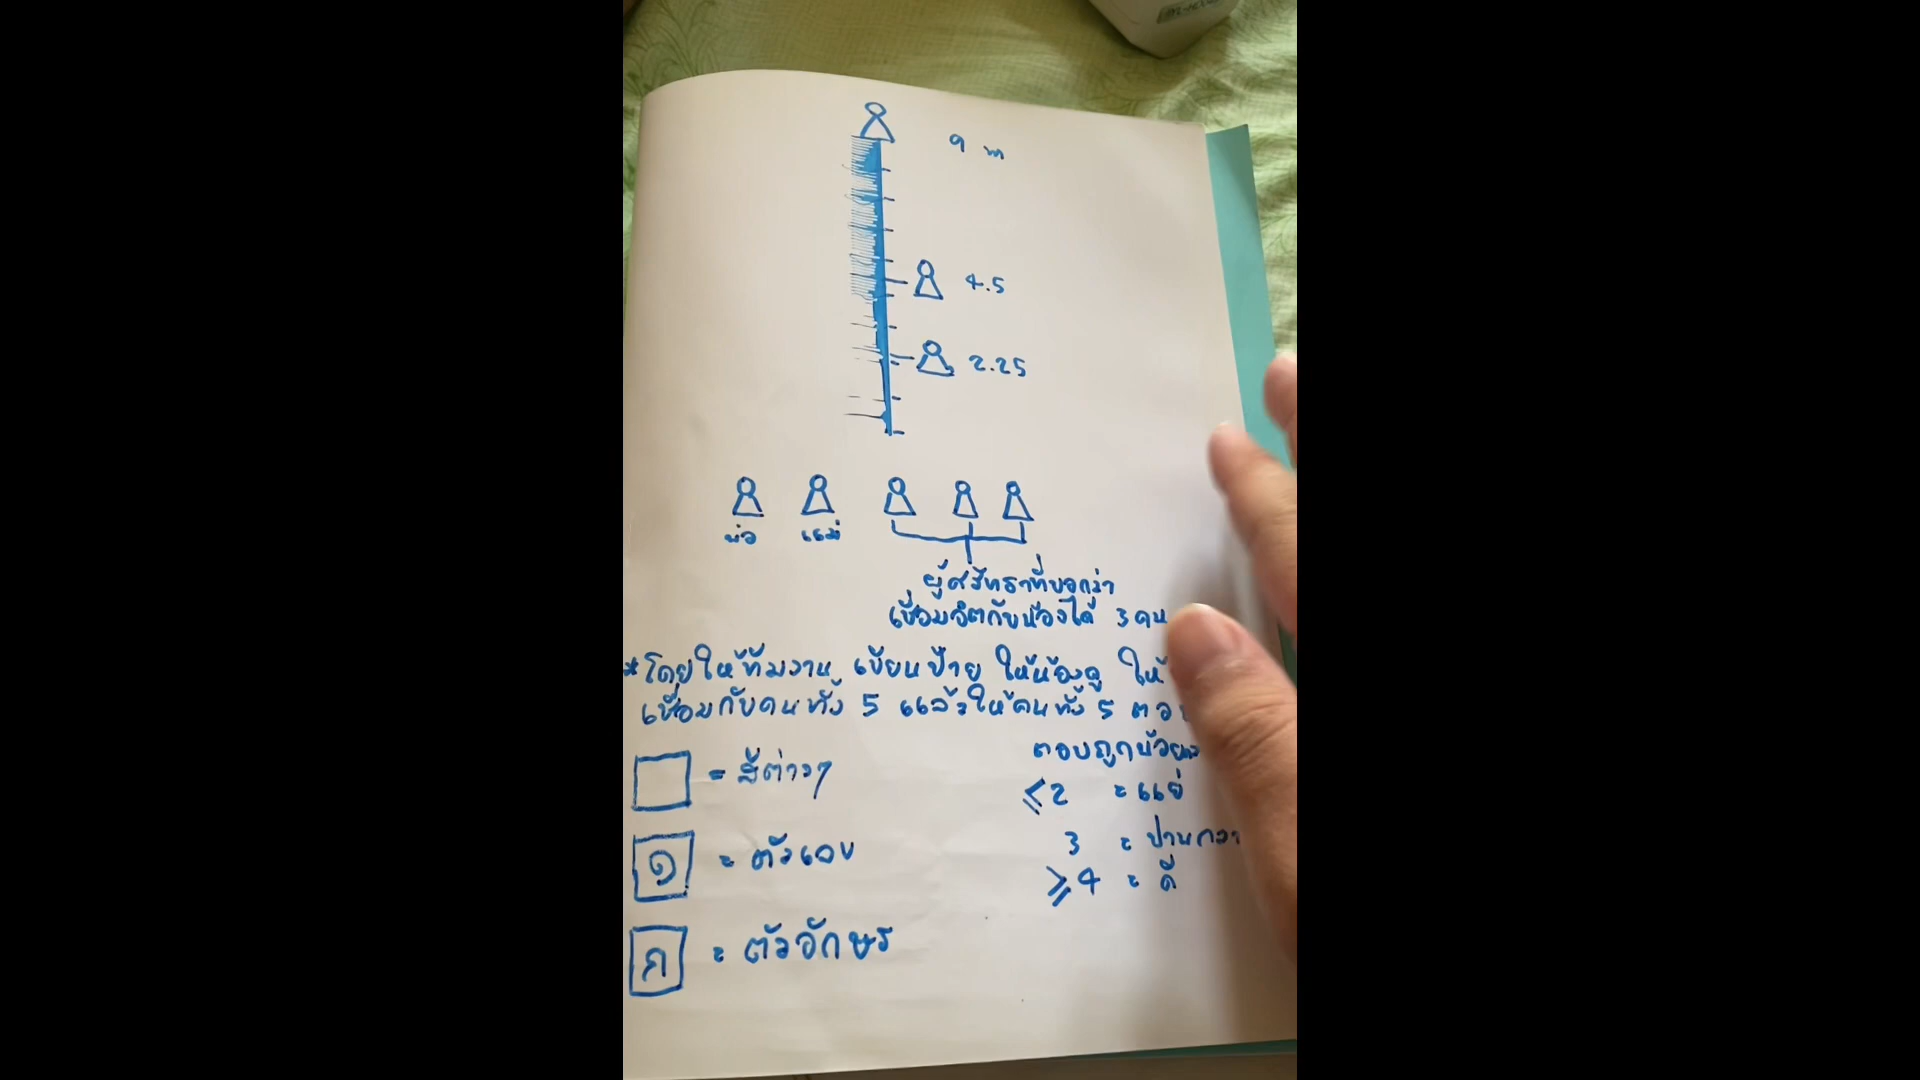 9 m
4.5
2.25
พ่อ แม่
ผู้ศรัทธาที่บอกว่า
เชื่อมจิตกับน้องได้ 3 คน
*โดยให้ทีมงาน เขียนป้าย ให้น้องดู ให้
เชื่อมกับคนทั้ง 5 แล้วให้คนทั้ง 5 ตอบ
= สีต่างๆ
๑ = ตัวเลข
ก = ตัวอักษร
ตอบถูกน้อย
≤2 = แย่
3 = ปานกลา
≥4 = ดี